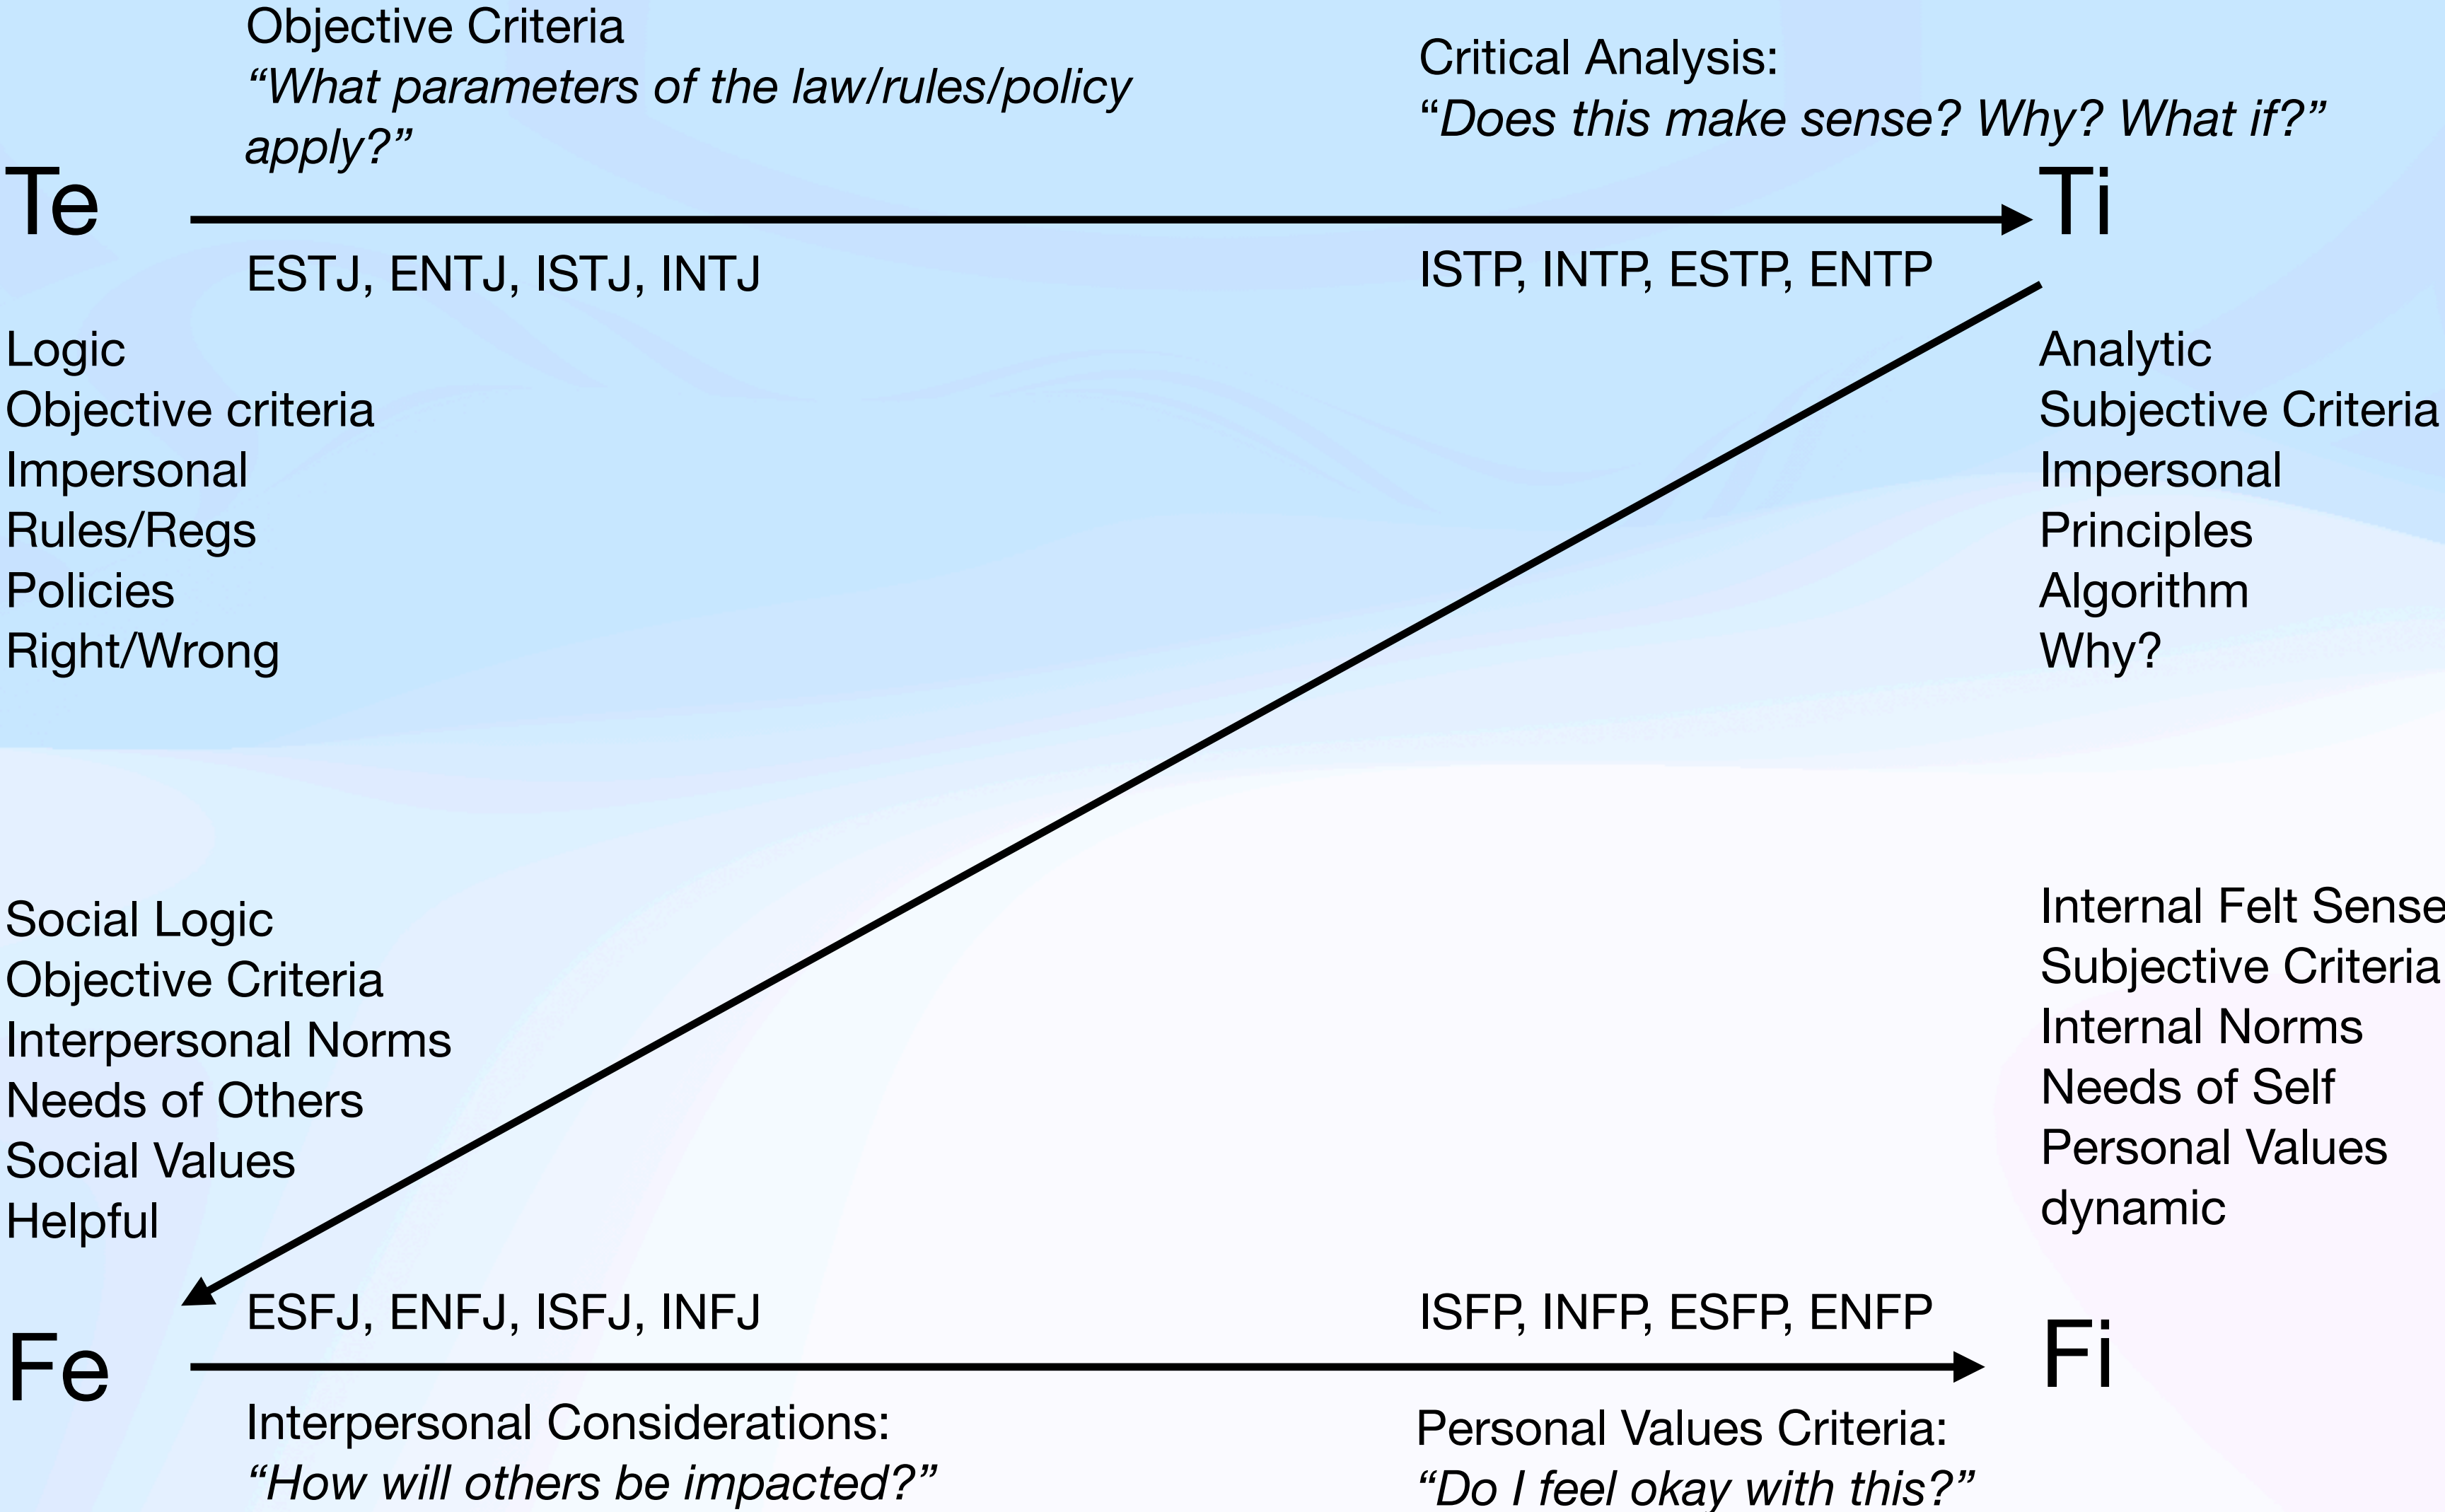 Objective Criteria
“What parameters of the law/rules/policy
apply?”
Critical Analysis:
“Does this make sense? Why? What if?”
Te
Ti
ESTJ, ENTJ, ISTJ, INTJ
ISTP, INTP, ESTP, ENTP
Logic
Objective criteria
Impersonal
Rules/Regs
Policies
Right/Wrong
Analytic
Subjective Criteria
Impersonal
Principles
Algorithm
Why?
Social Logic
Objective Criteria
Interpersonal Norms
Needs of Others
Social Values
Helpful
Internal Felt Sense
Subjective Criteria
Internal Norms
Needs of Self
Personal Values
dynamic
ESFJ, ENFJ, ISFJ, INFJ
ISFP, INFP, ESFP, ENFP
Fe
Fi
Interpersonal Considerations:
“How will others be impacted?”
Personal Values Criteria:
“Do I feel okay with this?”